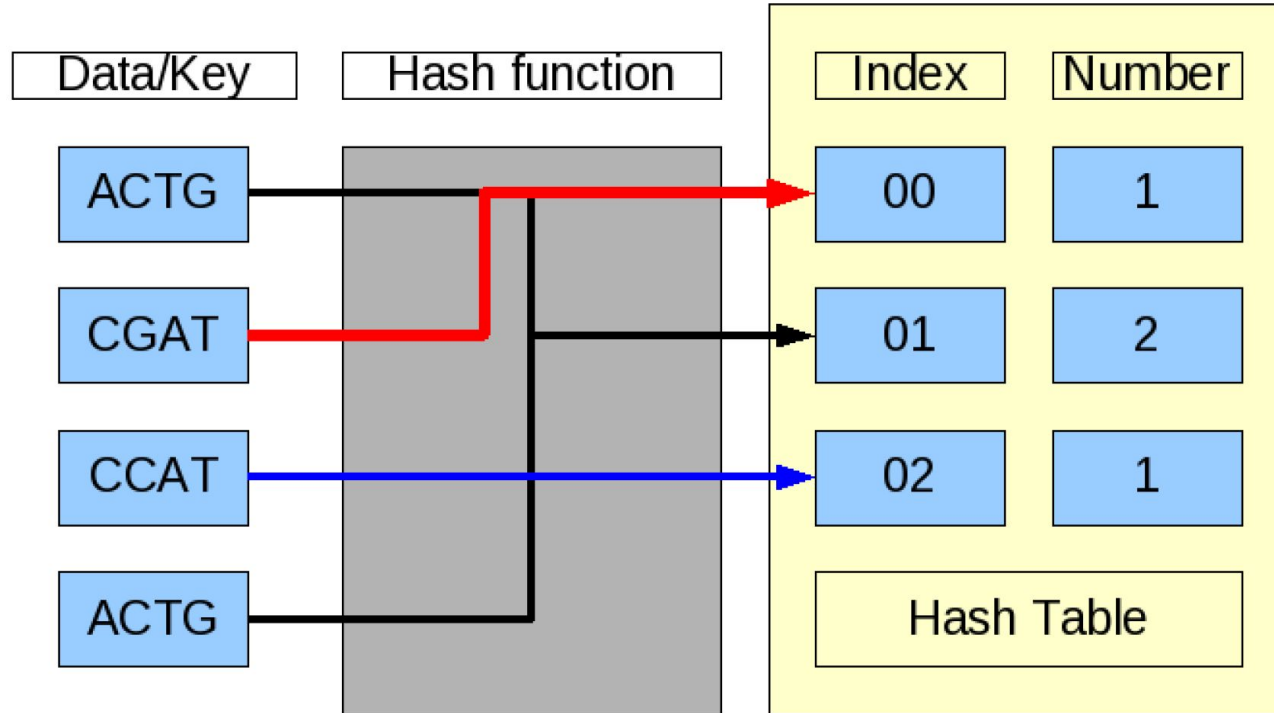 Data/Key Hash function Index Number
ACTG 00 1
CGAT 01 2
CCAT 02 1
ACTG Hash Table